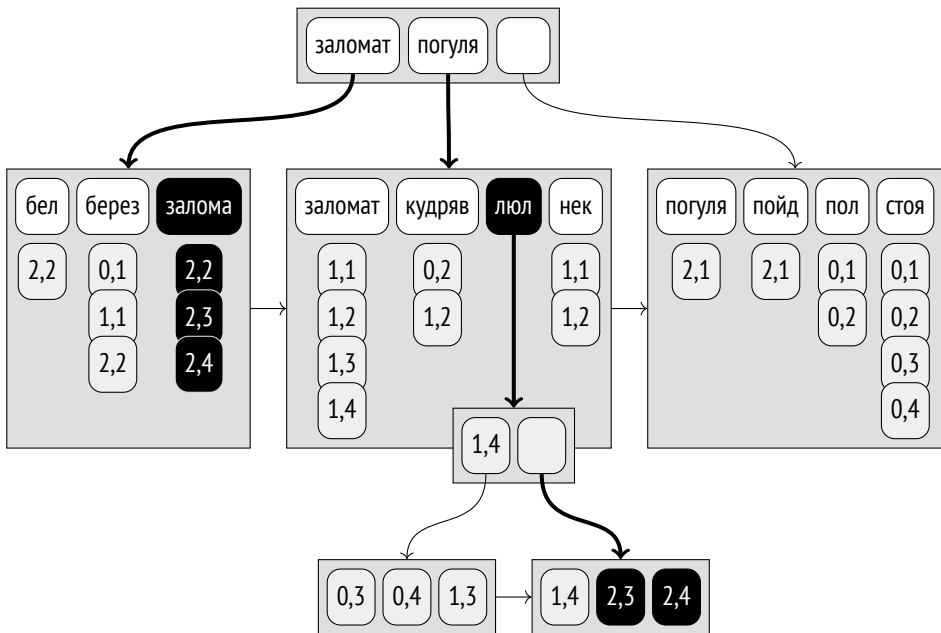 заломат погуля
бел берез залома заломат кудряв люл нек погуля пойд пол стоя
2,2 0,1 2,2 1,1 0,2 1,1 2,1 2,1 0,1 0,1
1,1 2,3 1,2 1,2 1,2 0,2 0,2
2,2 2,4 1,3 0,3
1,4 0,4
1,4
0,3 0,4 1,3 1,4 2,3 2,4